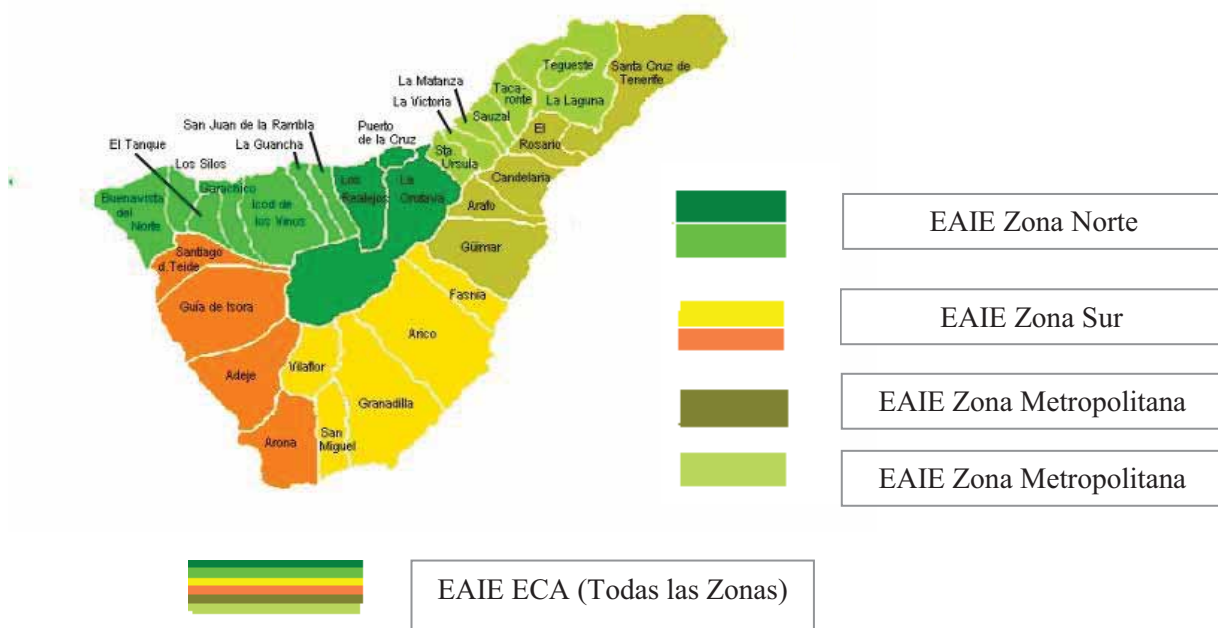 Tegueste
Santa Cruz de
Tenerife
La Matanza
Taca-
ronte
La Laguna
La Victoria
Sauzal
San Juan de la Rambla
Puerto
de la Cruz
El
Rosario
El Tanque
La Guancha
Sta.
Ursula
Los Silos
Candelaria
Garachico
Los
Realejos
La
Orotava
Buenavista
del
Norte
Icod de
los Vinos
Arafo
EAIE Zona Norte
Santiago
d. Teide
Güimar
Fasnia
Guía de Isora
EAIE Zona Sur
Arico
Vilaflor
Adeje
Granadilla
EAIE Zona Metropolitana
San
Miguel
Arona
EAIE Zona Metropolitana
EAIE ECA (Todas las Zonas)